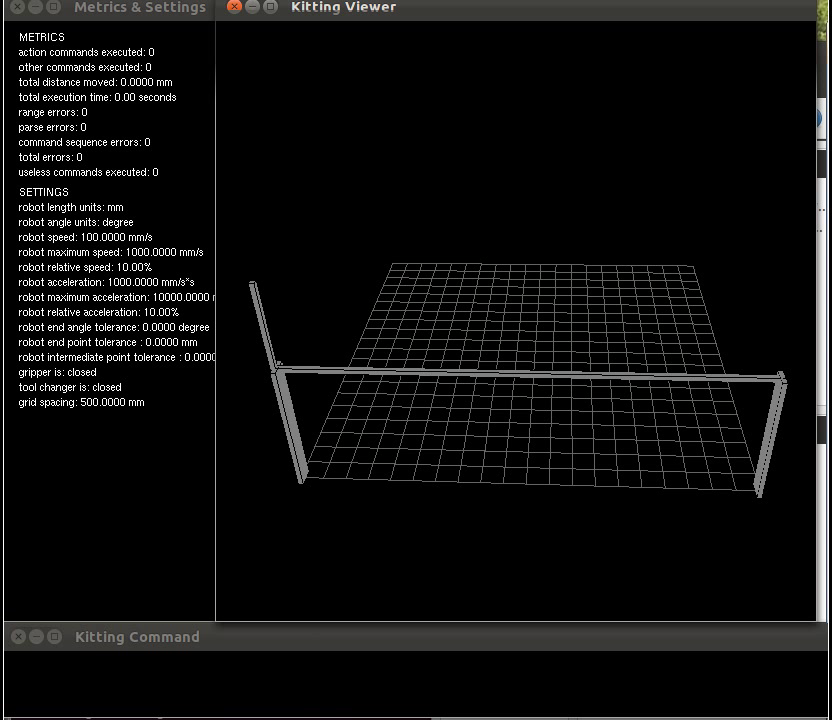 Metrics & Settings
Kitting Viewer
METRICS
action commands executed: 0
other commands executed: 0
total distance moved: 0.0000 mm
total execution time: 0.00 seconds
range errors: 0
parse errors: 0
command sequence errors: 0
total errors: 0
useless commands executed: 0
SETTINGS
robot length units: mm
robot angle units: degree
robot speed: 100.0000 mm/s
robot maximum speed: 1000.0000 mm/s
robot relative speed: 10.00%
robot acceleration: 1000.0000 mm/s*s
robot maximum acceleration: 10000.0000
robot relative acceleration: 10.00%
robot end angle tolerance: 0.0000 degree
robot end point tolerance : 0.0000 mm
robot intermediate point tolerance : 0.0000
gripper is: closed
tool changer is: closed
grid spacing: 500.0000 mm
Kitting Command